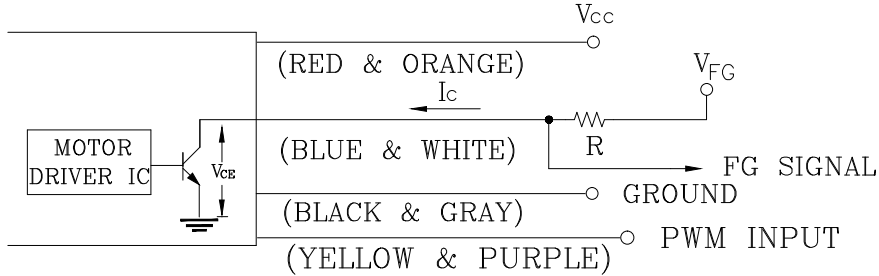 VCC
(RED & ORANGE)
VFG
IC
R
(BLUE & WHITE)
MOTOR
DRIVER IC
VCE
FG SIGNAL
GROUND
(BLACK & GRAY)
PWM INPUT
(YELLOW & PURPLE)